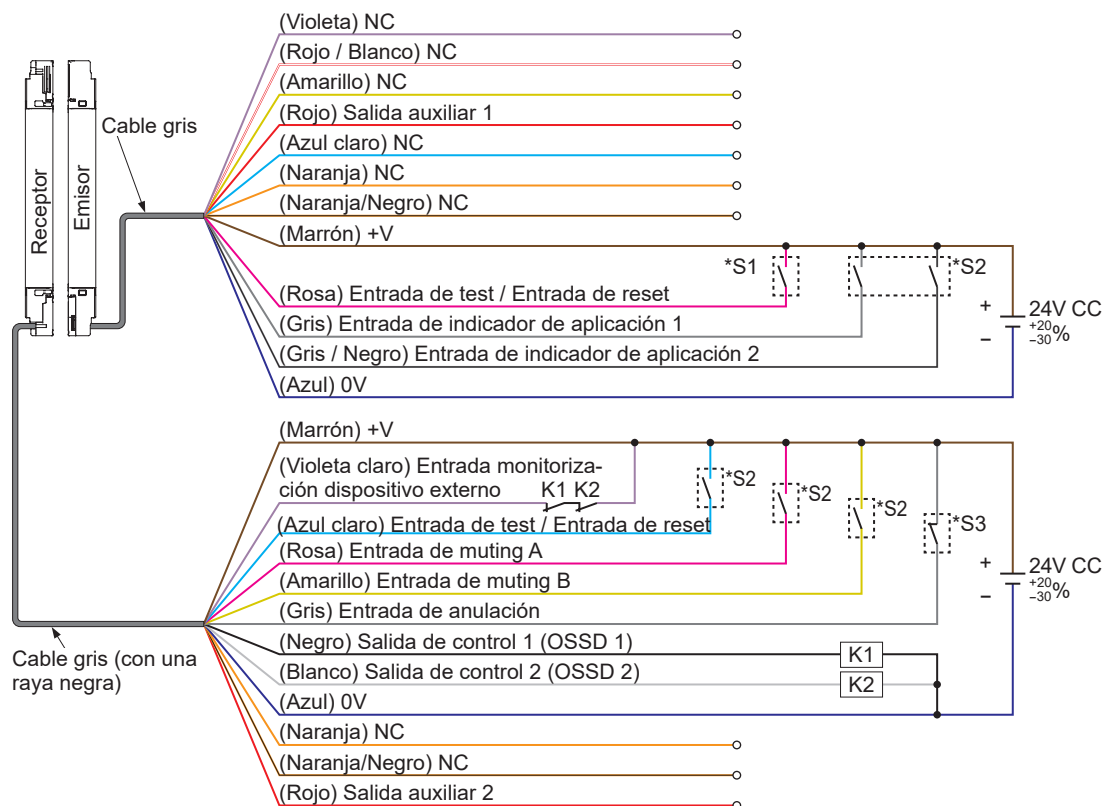 (Violeta) NC
(Rojo / Blanco) NC
(Amarillo) NC
(Rojo) Salida auxiliar 1
(Azul claro) NC
(Naranja) NC
(Naranja/Negro) NC
(Marrón) +V
Cable gris
Receptor
Emisor
*S1
*S2
(Rosa) Entrada de test / Entrada de reset
(Gris) Entrada de indicador de aplicación 1
(Gris / Negro) Entrada de indicador de aplicación 2
(Azul) 0V
+
–
24V CC
+20
–30%
(Marrón) +V
(Violeta claro) Entrada monitoriza-
ción dispositivo externo
K1 K2
*S2
*S2
*S2
*S3
(Azul claro) Entrada de test / Entrada de reset
(Rosa) Entrada de muting A
(Amarillo) Entrada de muting B
(Gris) Entrada de anulación
+
–
24V CC
+20
–30%
(Negro) Salida de control 1 (OSSD 1)
K1
(Blanco) Salida de control 2 (OSSD 2)
K2
(Azul) 0V
(Naranja) NC
(Naranja/Negro) NC
(Rojo) Salida auxiliar 2
Cable gris (con una
raya negra)